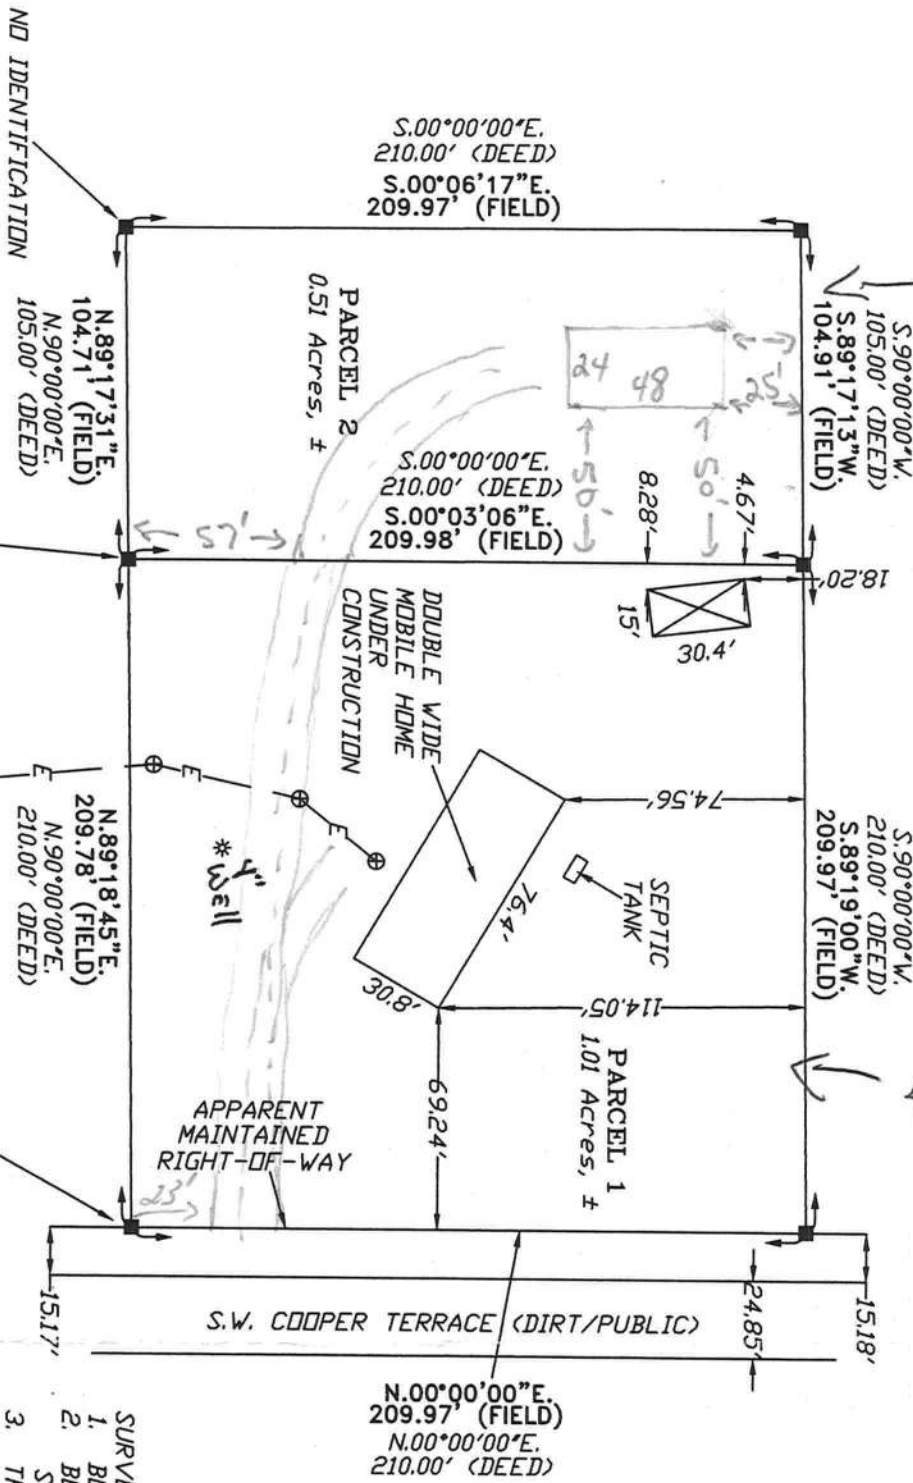 NO IDENTIFICATION
S.00°00'00"E.
210.00' (DEED)
S.00°06'17"E.
209.97' (FIELD)
S.90°00'00"W.
105.00' (DEED)
S.89°17'13"W.
104.91' (FIELD)
N.89°17'31"E.
104.71' (FIELD)
N.90°00'00"E.
105.00' (DEED)
PARCEL 2
0.51 Acres, ±
24
48
25'
50'
50'
57'
S.00°00'00"E.
210.00' (DEED)
S.00°03'06"E.
209.98' (FIELD)
8.28'
4.67'
18.20'
15'
30.4'
DOUBLE WIDE
MOBILE HOME
UNDER
CONSTRUCTION
76.4'
30.8'
74.56'
SEPTIC
TANK
114.05'
69.24'
S.90°00'00"W.
210.00' (DEED)
S.89°19'00"W.
209.97' (FIELD)
E
E
E
4"
* Well
N.89°18'45"E.
209.78' (FIELD)
N.90°00'00"E.
210.00' (DEED)
PARCEL 1
1.01 Acres, ±
APPARENT
MAINTAINED
RIGHT-OF-WAY
23'
15.17'
24.85'
15.18'
S.W. COOPER TERRACE (DIRT/PUBLIC)
N.00°00'00"E.
209.97' (FIELD)
N.00°00'00"E.
210.00' (DEED)
1.
2.
3.